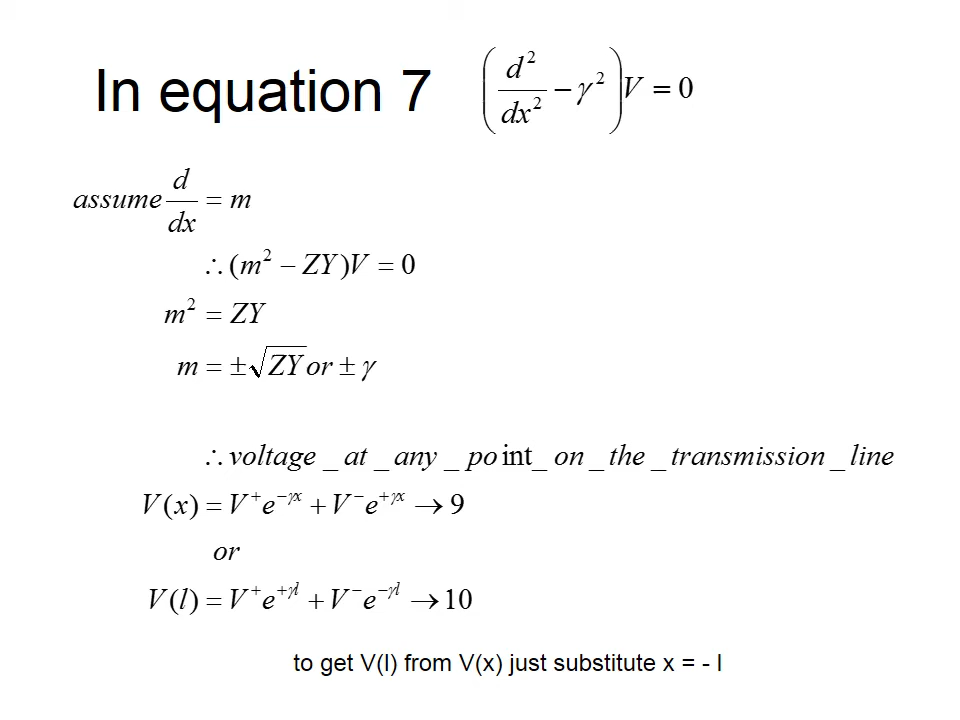 In equation 7 (d²/dx² − γ²)V = 0
assume d/dx = m
∴ (m² − ZY)V = 0
m² = ZY
m = ±√ZY or ± γ
∴ voltage _ at _ any _ point_ on _ the _ transmission _ line
V(x) = V⁺e^(−γx) + V⁻e^(+γx) → 9
or
V(l) = V⁺e^(+γl) + V⁻e^(−γl) → 10
to get V(l) from V(x) just substitute x = - l